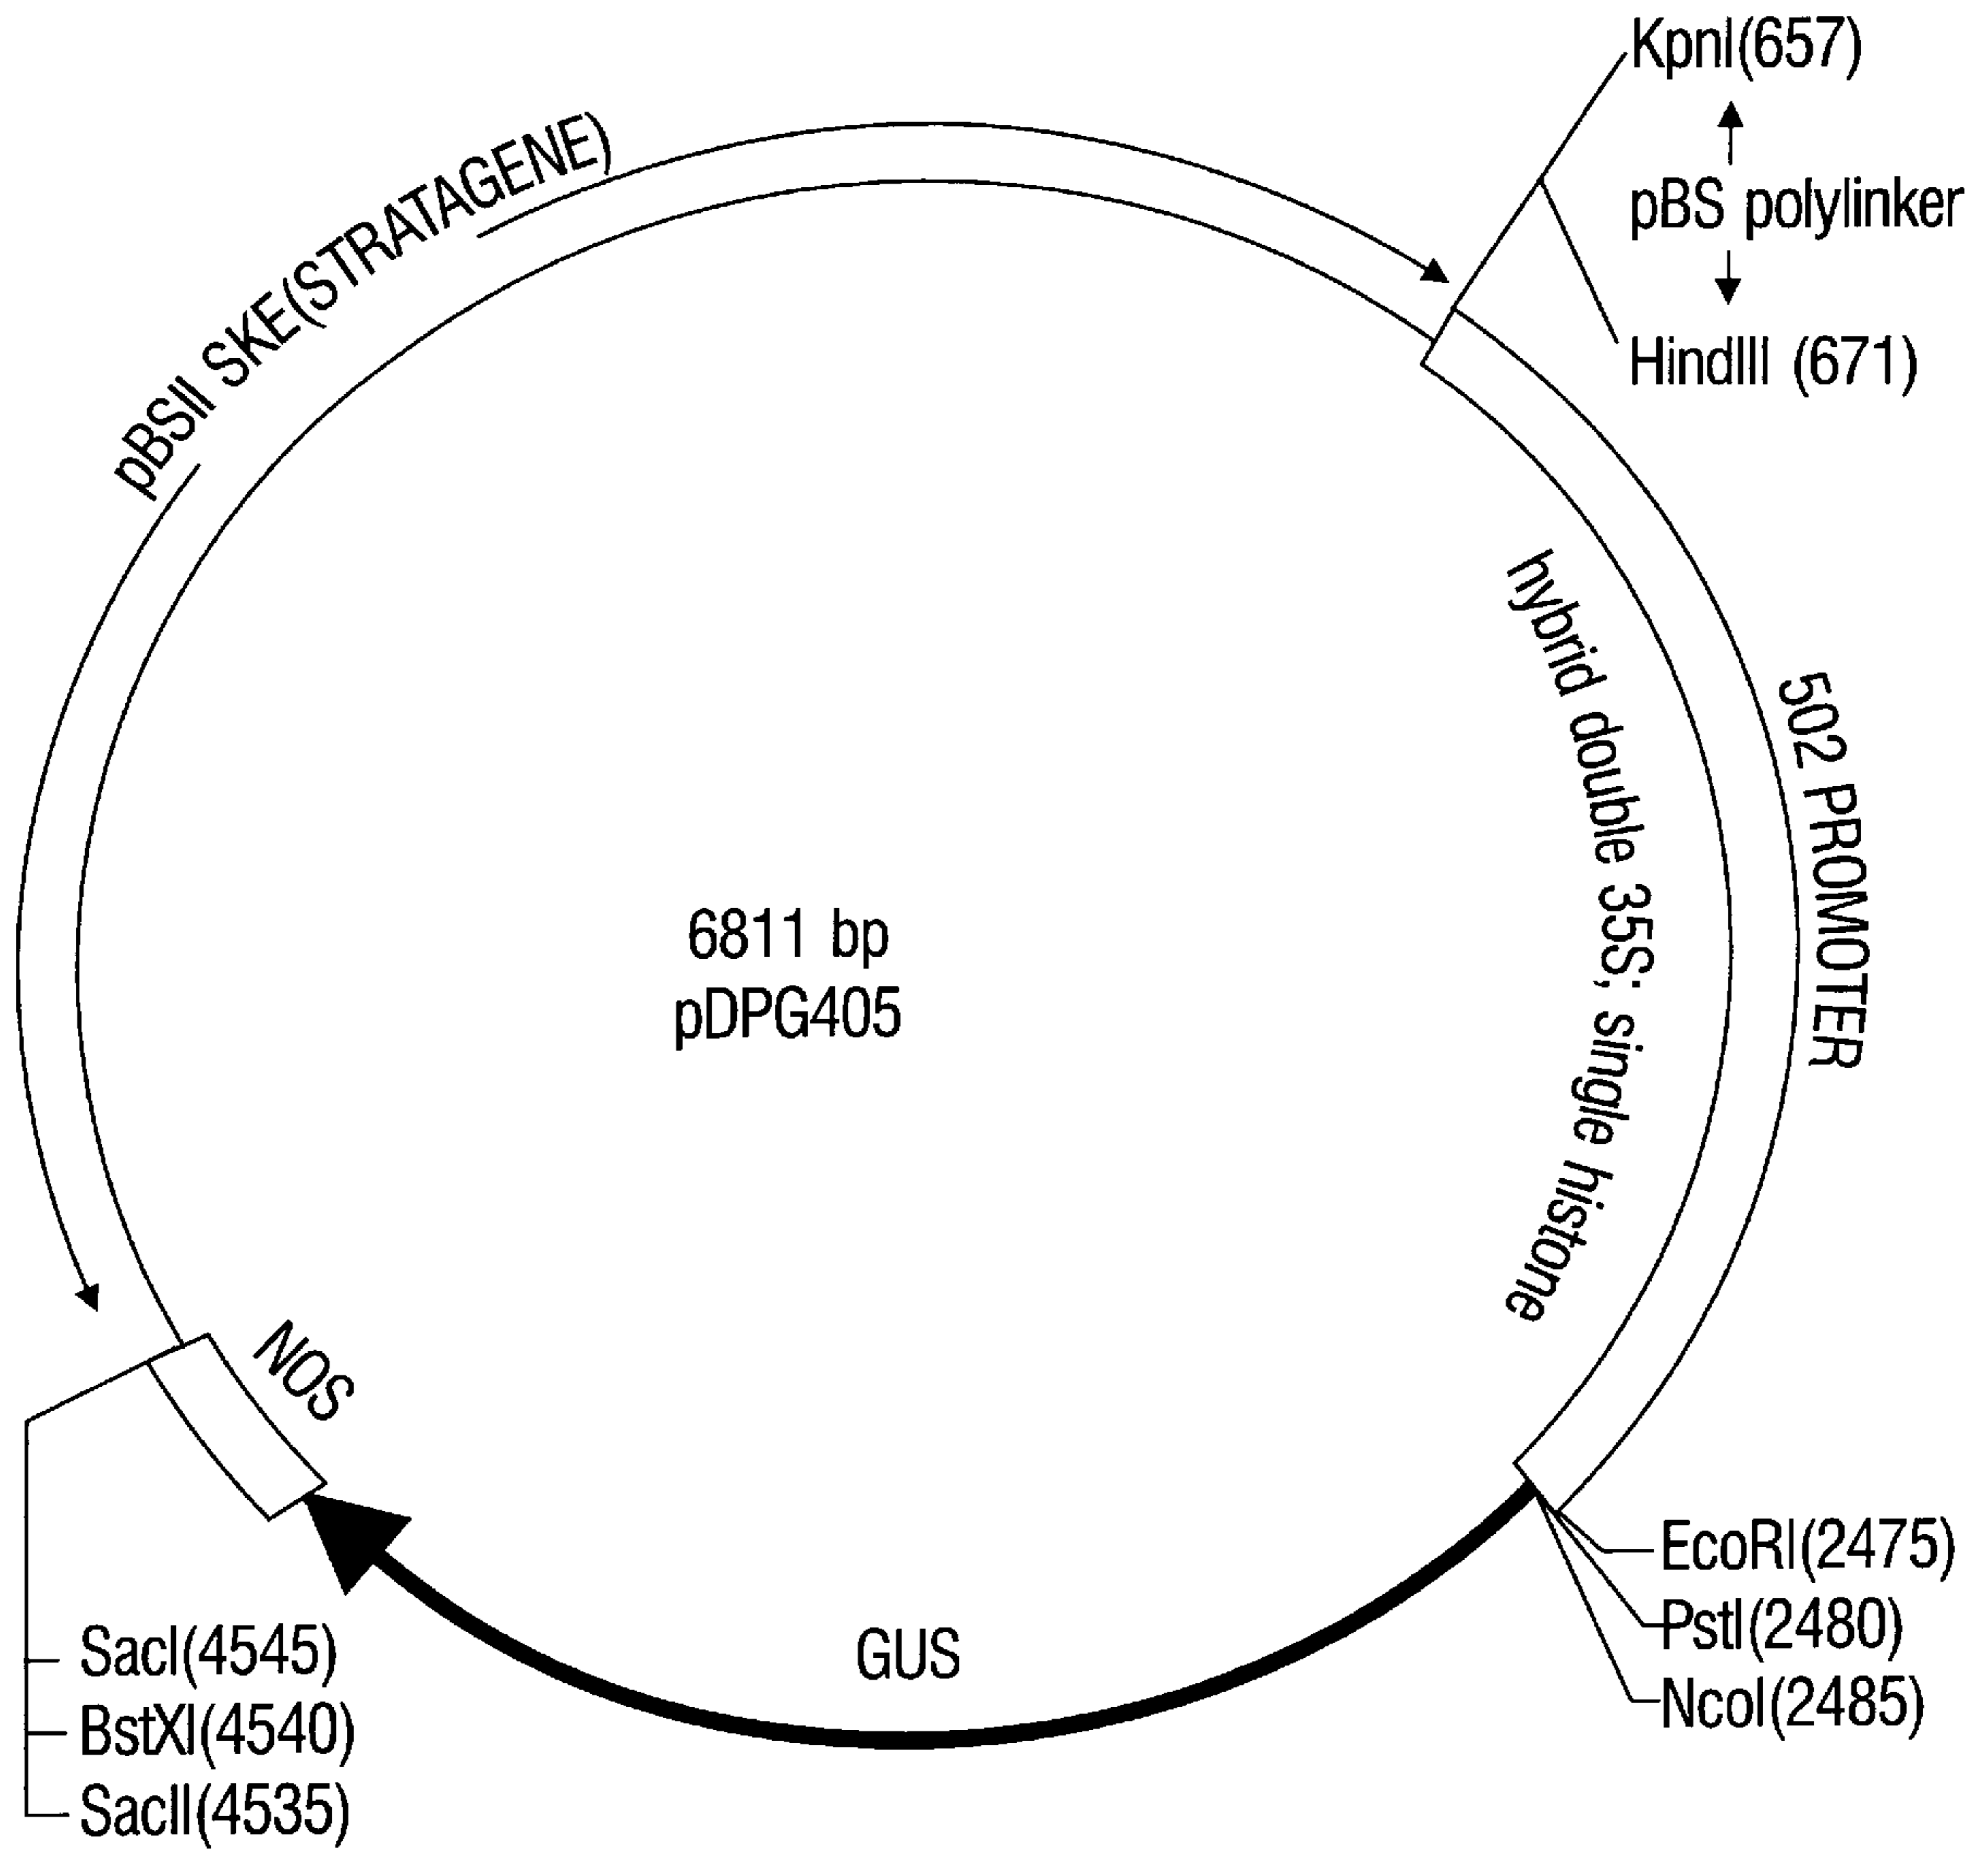 KpnI(657)
pBS polylinker
HindIII (671)
pBSII SKE(STRATAGENE)
502 PROMOTER
hybrid double 35S; single histone
6811 bp
pDPG405
NOS
EcoRI(2475)
PstI(2480)
NcoI(2485)
GUS
SacI(4545)
BstXI(4540)
SacII(4535)